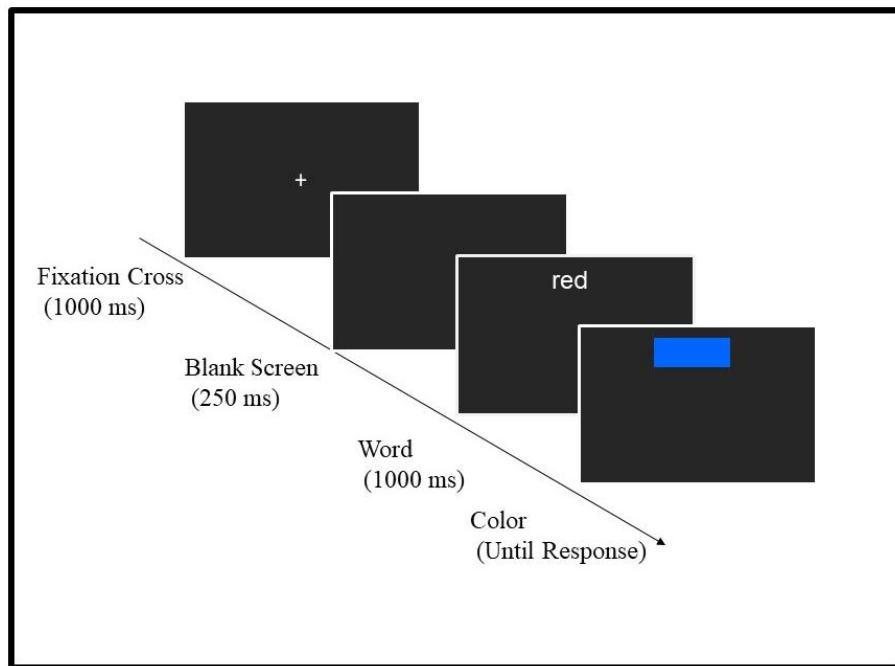 +
red
Fixation Cross
(1000 ms)
Blank Screen
(250 ms)
Word
(1000 ms)
Color
(Until Response)